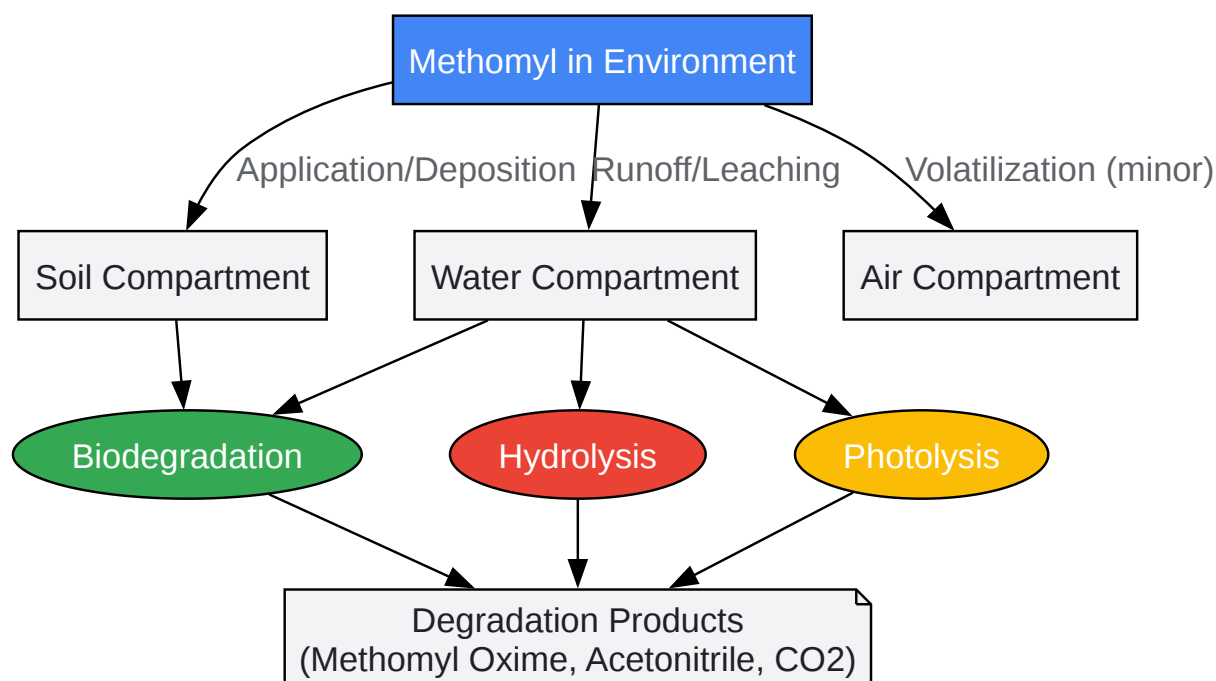 Methomyl in Environment
Application/Deposition
Runoff/Leaching
Volatilization (minor)
Soil Compartment
Water Compartment
Air Compartment
Biodegradation
Hydrolysis
Photolysis
Degradation Products
(Methomyl Oxime, Acetonitrile, CO2)